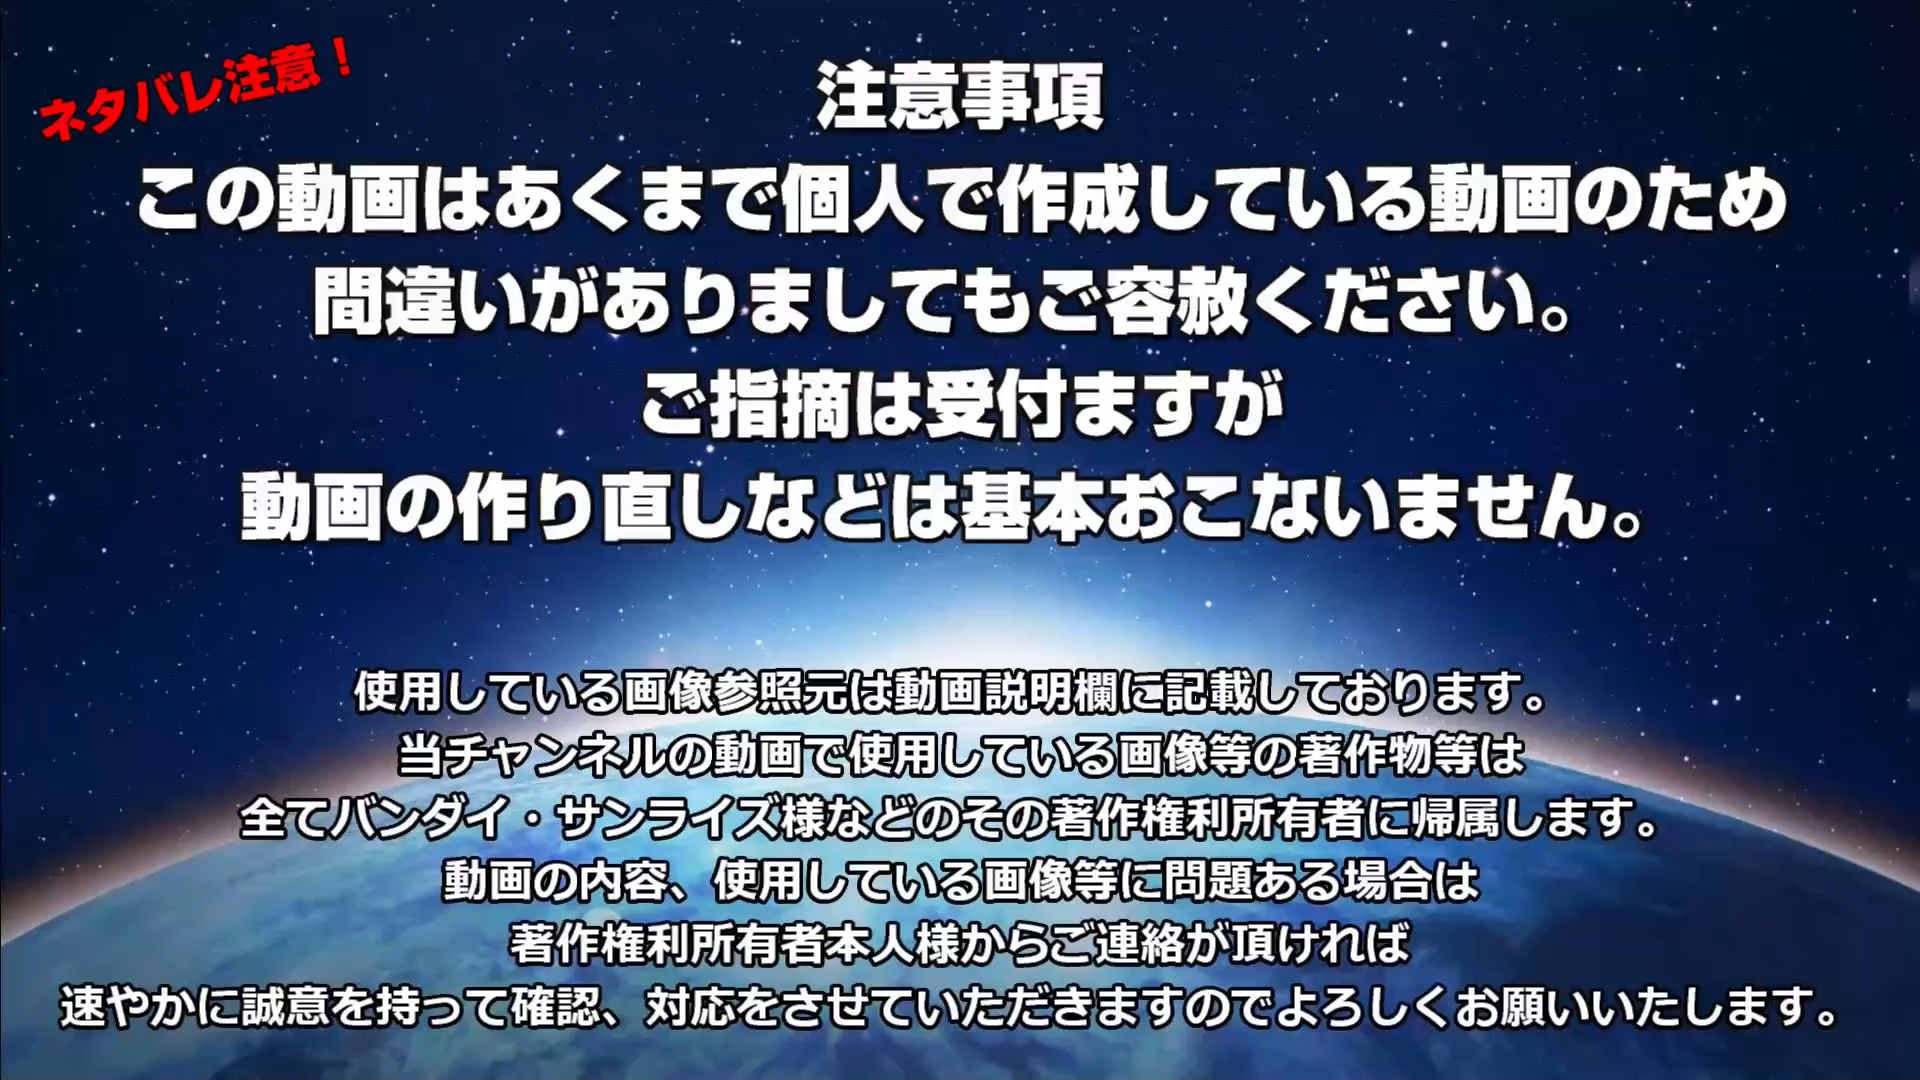 ネタバレ注意！
注意事項
この動画はあくまで個人で作成している動画のため
間違いがありましてもご容赦ください。
ご指摘は受付ますが
動画の作り直しなどは基本おこないません。
使用している画像参照元は動画説明欄に記載しております。
当チャンネルの動画で使用している画像等の著作物等は
全てバンダイ・サンライズ様などのその著作権利所有者に帰属します。
動画の内容、使用している画像等に問題ある場合は
著作権利所有者本人様からご連絡が頂ければ
速やかに誠意を持って確認、対応をさせていただきますのでよろしくお願いいたします。